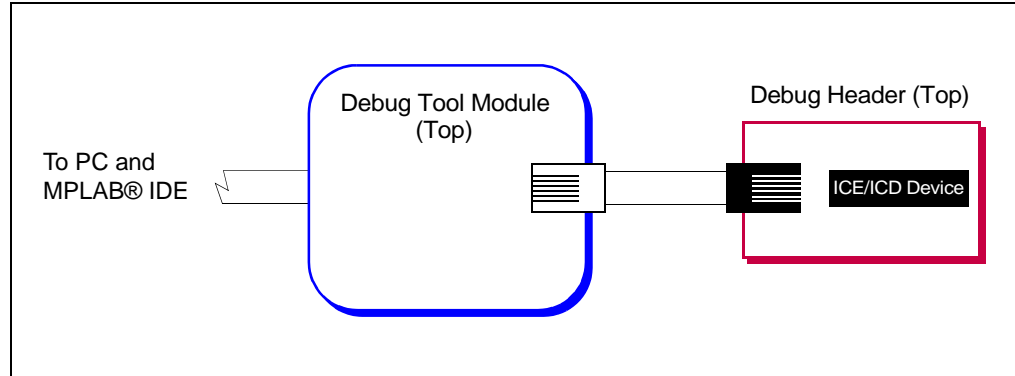 Debug Tool Module
(Top)
Debug Header (Top)
To PC and
MPLAB® IDE
ICE/ICD Device